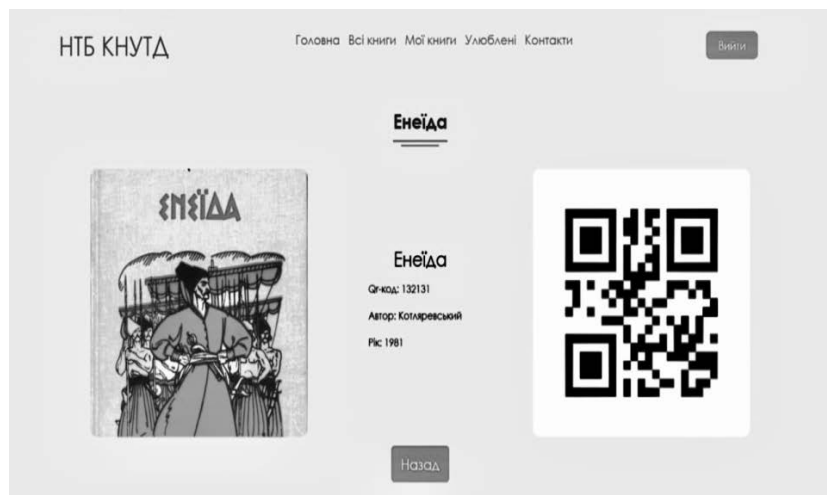 НТБ КНУТД
Головна Всі книги Мої книги Улюблені Контакти
Вийти
Енеїда
ЕНЕЇДА
Енеїда
Qr-код: 132131
Автор: Котляревський
Рік: 1981
Назад